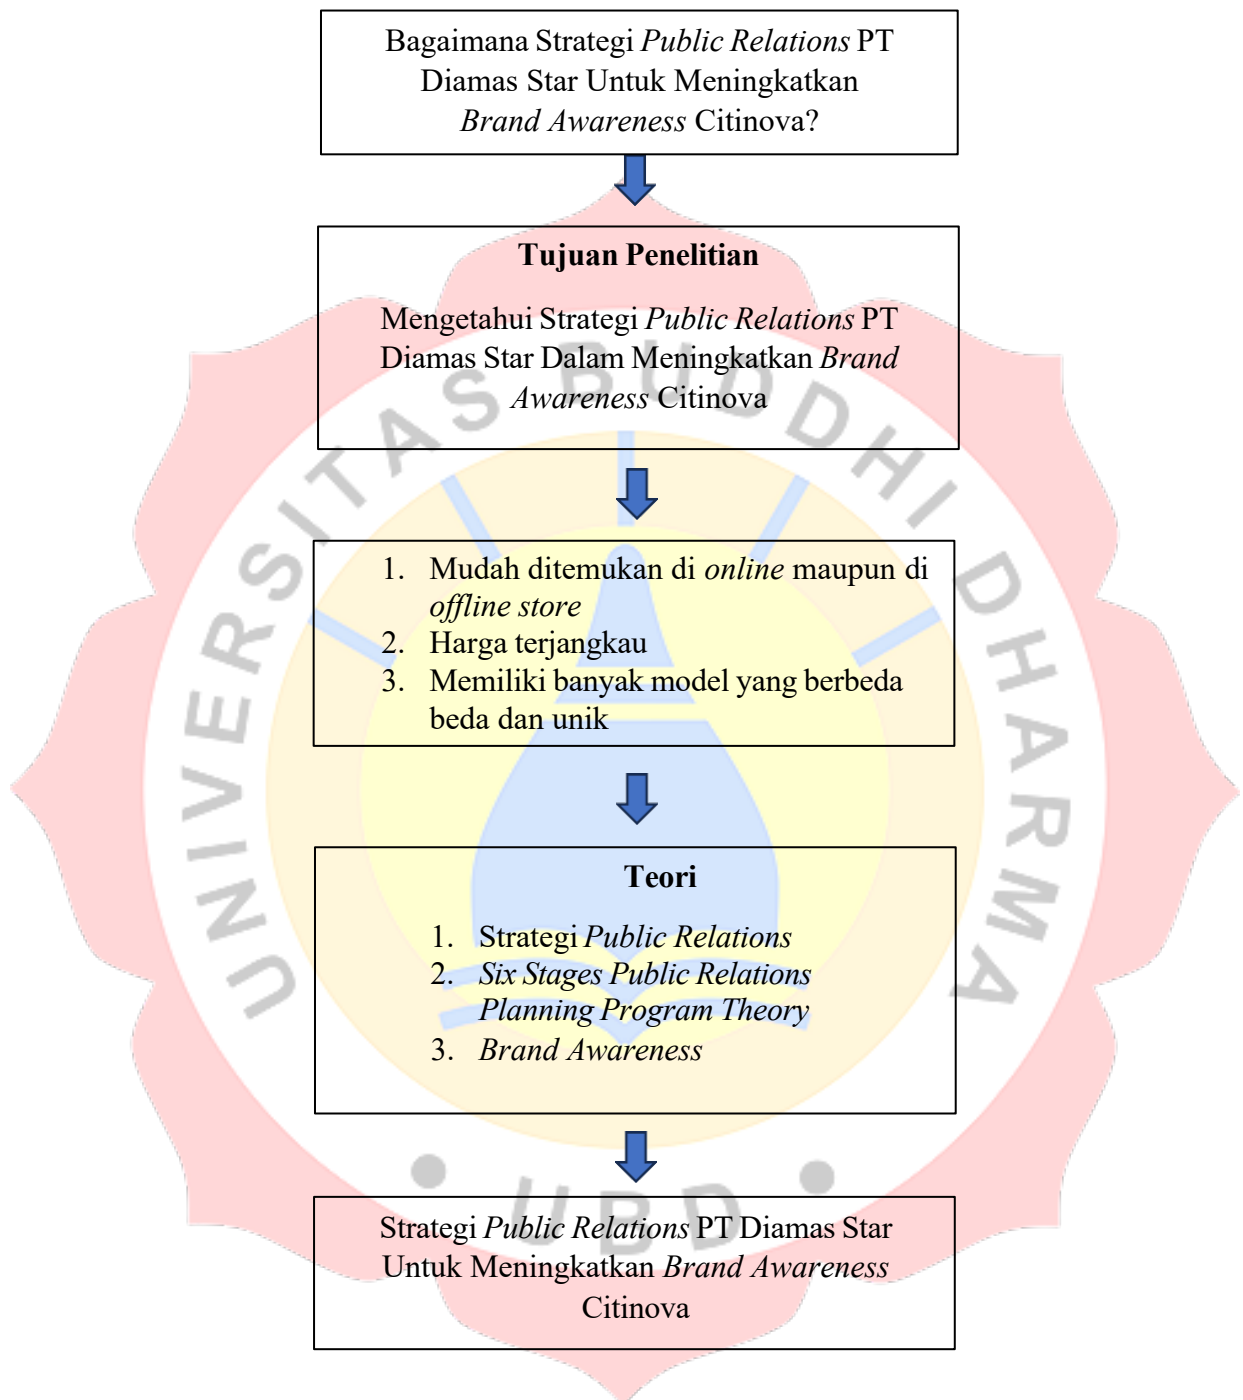 Bagaimana Strategi Public Relations PT
Diamas Star Untuk Meningkatkan
Brand Awareness Citinova?
Tujuan Penelitian
Mengetahui Strategi Public Relations PT
Diamas Star Dalam Meningkatkan Brand
Awareness Citinova
1. Mudah ditemukan di online maupun di
offline store
2. Harga terjangkau
3. Memiliki banyak model yang berbeda
beda dan unik
Teori
1. Strategi Public Relations
2. Six Stages Public Relations
Planning Program Theory
3. Brand Awareness
Strategi Public Relations PT Diamas Star
Untuk Meningkatkan Brand Awareness
Citinova
UNIVERSITAS BUDDHI DHARMA
• UBD •